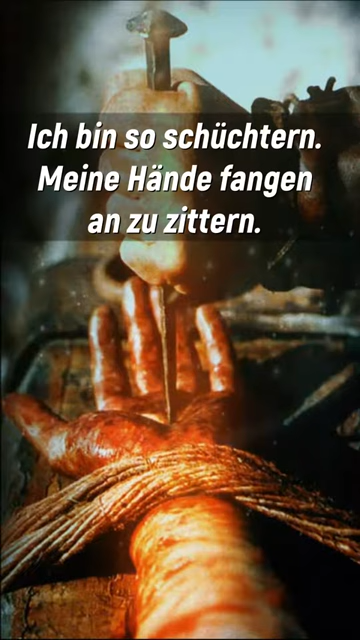 Ich bin so schüchtern.
Meine Hände fangen
an zu zittern.